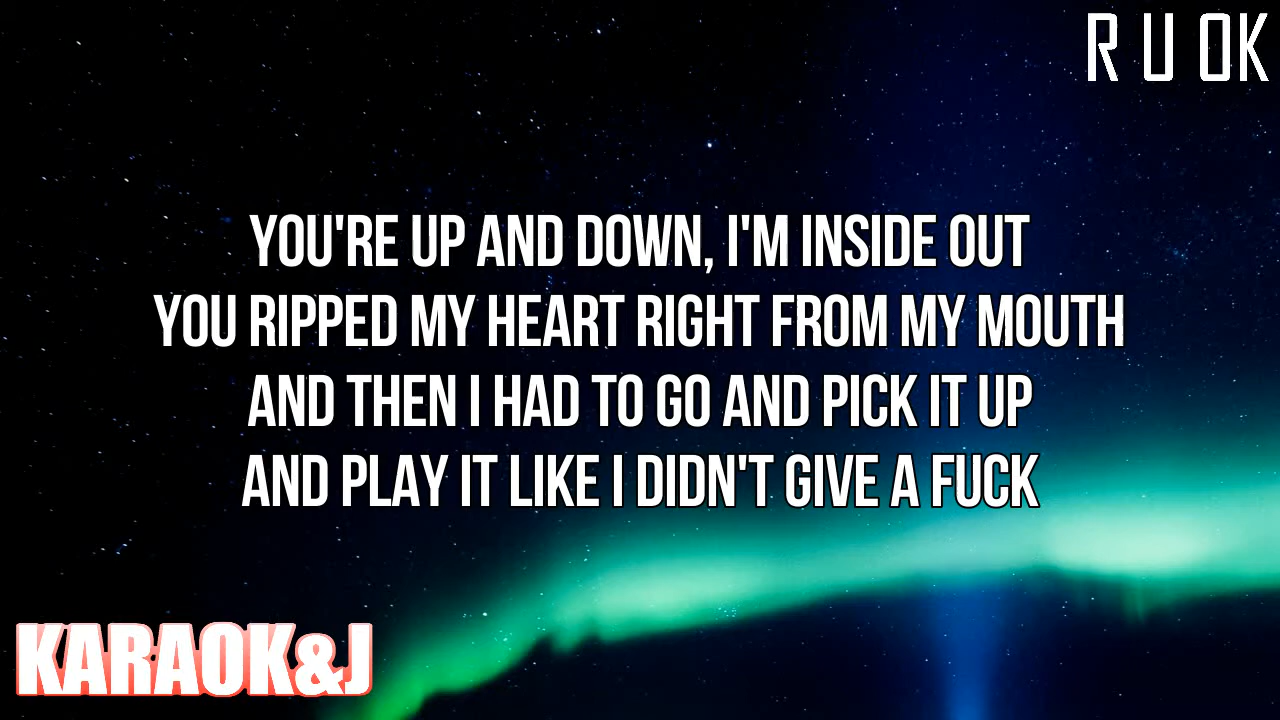 R U OK
YOU'RE UP AND DOWN, I'M INSIDE OUT
YOU RIPPED MY HEART RIGHT FROM MY MOUTH
AND THEN I HAD TO GO AND PICK IT UP
AND PLAY IT LIKE I DIDN'T GIVE A FUCK
KARAOK&J